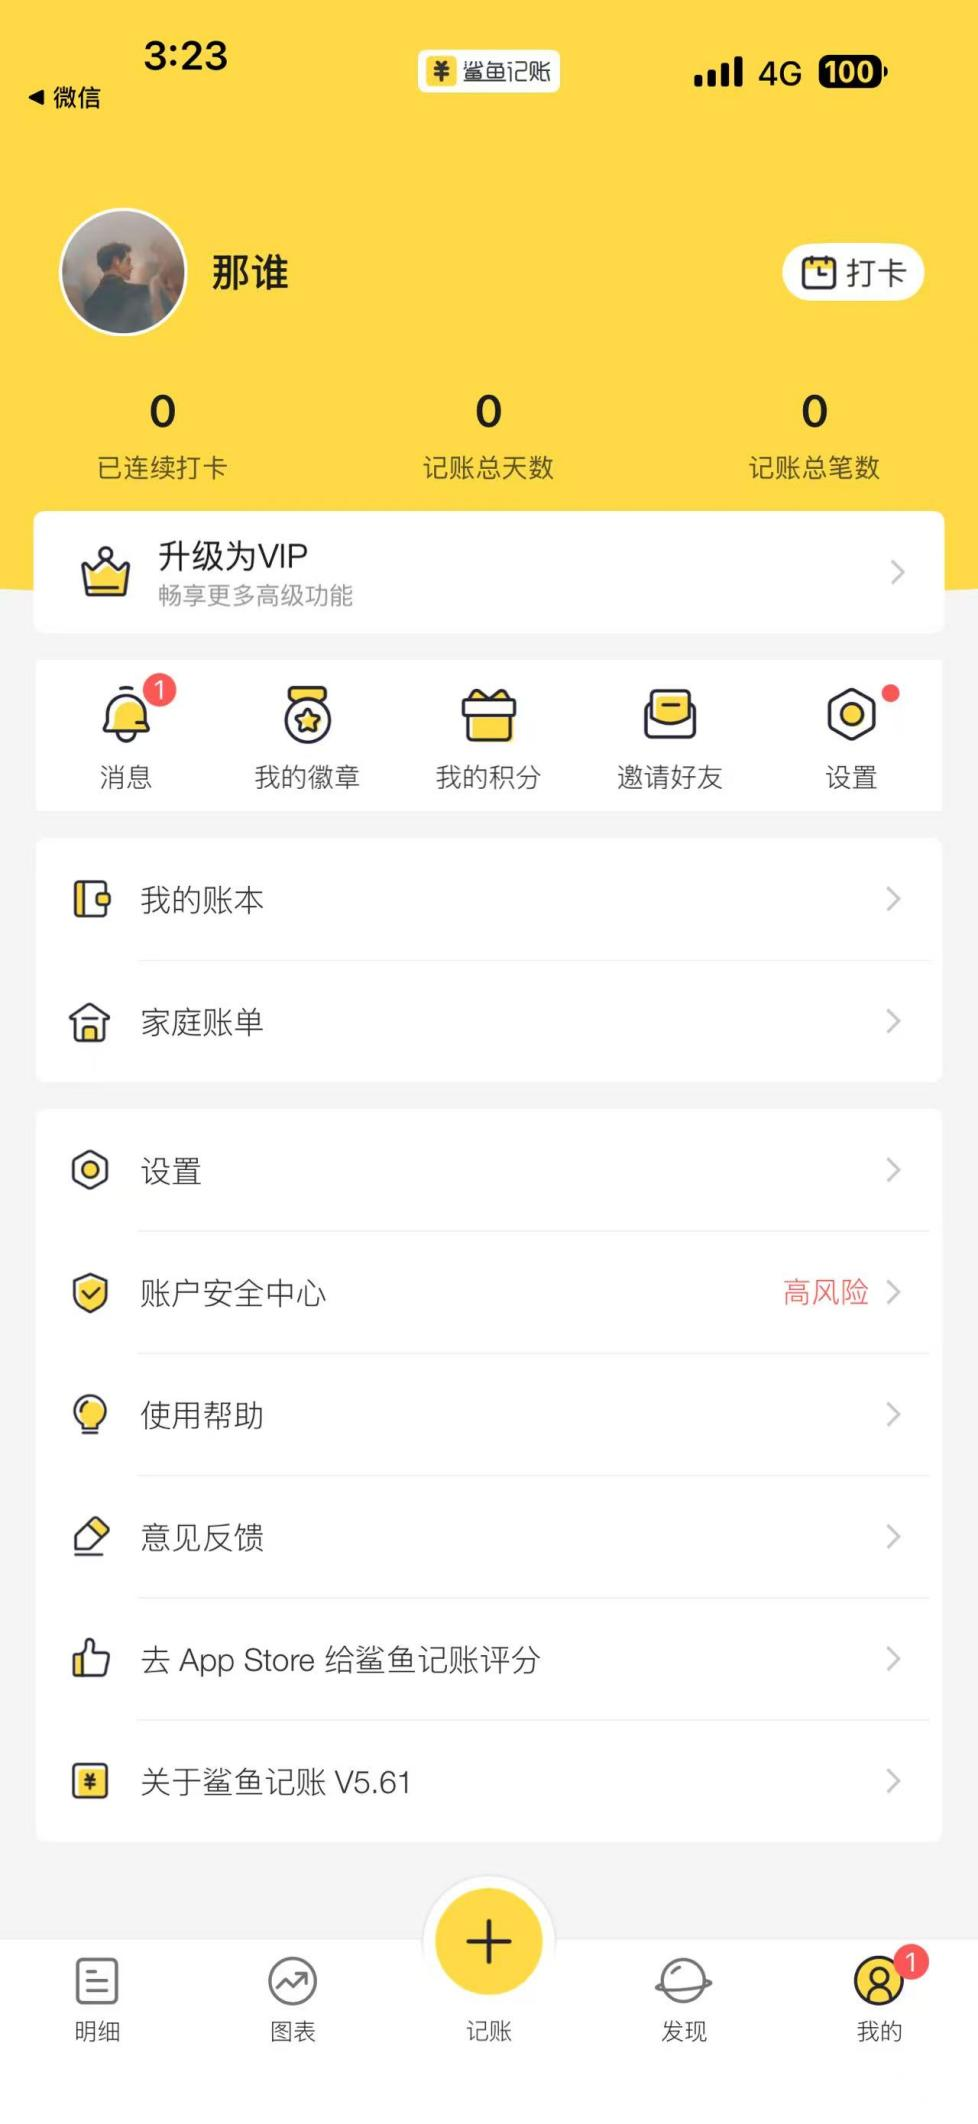 3:23
鲨鱼记账
4G
100
微信
那谁
打卡
0
0
0
已连续打卡
记账总天数
记账总笔数
升级为VIP
畅享更多高级功能
1
消息
我的徽章
我的积分
邀请好友
设置
我的账本
家庭账单
设置
账户安全中心
高风险
使用帮助
意见反馈
去 App Store 给鲨鱼记账评分
关于鲨鱼记账 V5.61
1
明细
图表
记账
发现
我的